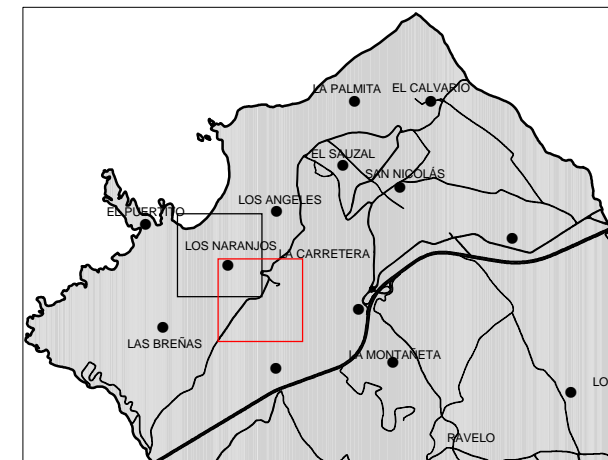 LA PALMITA
EL CALVARIO
EL SAUZAL
SAN NICOLÁS
LOS ANGELES
EL PUERTITO
LOS NARANJOS
LA CARRETERA
LAS BREÑAS
LA MONTAÑETA
LO
RAVELO